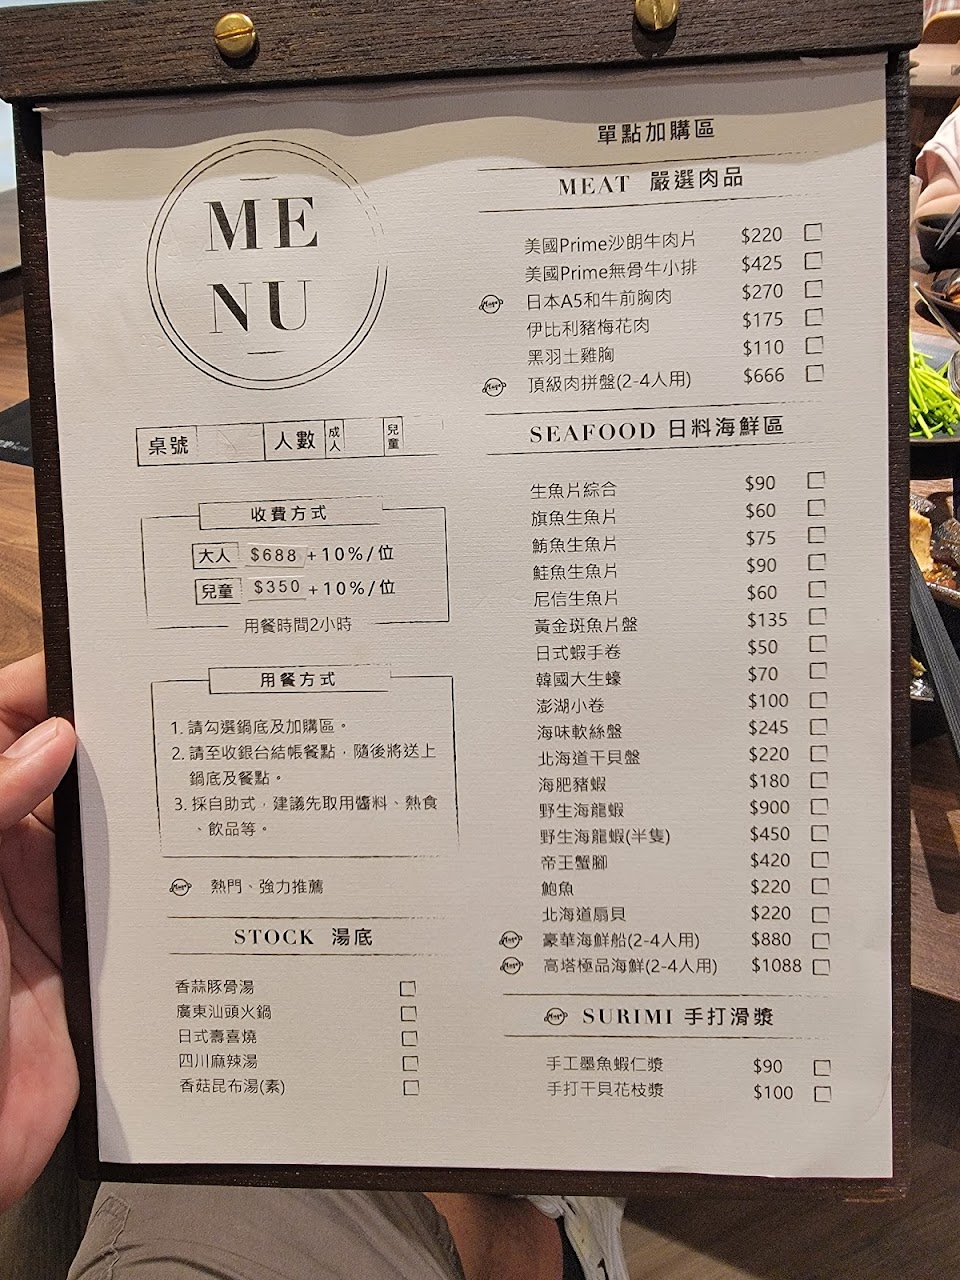 ME
NU
桌號 人數 成人 兒童
收費方式
大人 $688+10%/位
兒童 $350+10%/位
用餐時間2小時
用餐方式
1. 請勾選鍋底及加購區。
2. 請至收銀台結帳餐點,隨後將送上
鍋底及餐點。
3. 採自助式,建議先取用醬料、熱食
、飲品等。
熱門、強力推薦
STOCK 湯底
香蒜豚骨湯
廣東汕頭火鍋
日式壽喜燒
四川麻辣湯
香菇昆布湯(素)
單點加購區
MEAT 嚴選肉品
美國Prime沙朗牛肉片 $220
美國Prime無骨牛小排 $425
日本A5和牛前胸肉 $270
伊比利豬梅花肉 $175
黑羽土雞胸 $110
頂級肉拼盤(2-4人用) $666
SEAFOOD 日料海鮮區
生魚片綜合 $90
旗魚生魚片 $60
鮪魚生魚片 $75
鮭魚生魚片 $90
尼信生魚片 $60
黃金斑魚片盤 $135
日式蝦手卷 $50
韓國大生蠔 $70
澎湖小卷 $100
海味軟絲盤 $245
北海道干貝盤 $220
海肥豬蝦 $180
野生海龍蝦 $900
野生海龍蝦(半隻) $450
帝王蟹腳 $420
鮑魚 $220
北海道扇貝 $220
豪華海鮮船(2-4人用) $880
高塔極品海鮮(2-4人用) $1088
SURIMI 手打滑漿
手工墨魚蝦仁漿 $90
手打干貝花枝漿 $100